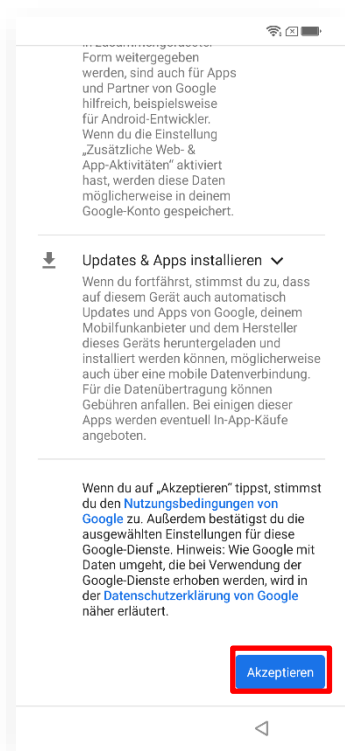 Form weitergegeben
werden, sind auch für Apps
und Partner von Google
hilfreich, beispielsweise
für Android-Entwickler.
Wenn du die Einstellung
„Zusätzliche Web- &
App-Aktivitäten“ aktiviert
hast, werden diese Daten
möglicherweise in deinem
Google-Konto gespeichert.
Updates & Apps installieren
Wenn du fortfährst, stimmst du zu, dass
auf diesem Gerät auch automatisch
Updates und Apps von Google, deinem
Mobilfunkanbieter und dem Hersteller
dieses Geräts heruntergeladen und
installiert werden können, möglicherweise
auch über eine mobile Datenverbindung.
Für die Datenübertragung können
Gebühren anfallen. Bei einigen dieser
Apps werden eventuell In-App-Käufe
angeboten.
Wenn du auf „Akzeptieren“ tippst, stimmst
du den Nutzungsbedingungen von
Google zu. Außerdem bestätigst du die
ausgewählten Einstellungen für diese
Google-Dienste. Hinweis: Wie Google mit
Daten umgeht, die bei Verwendung der
Google-Dienste erhoben werden, wird in
der Datenschutzerklärung von Google
näher erläutert.
Akzeptieren